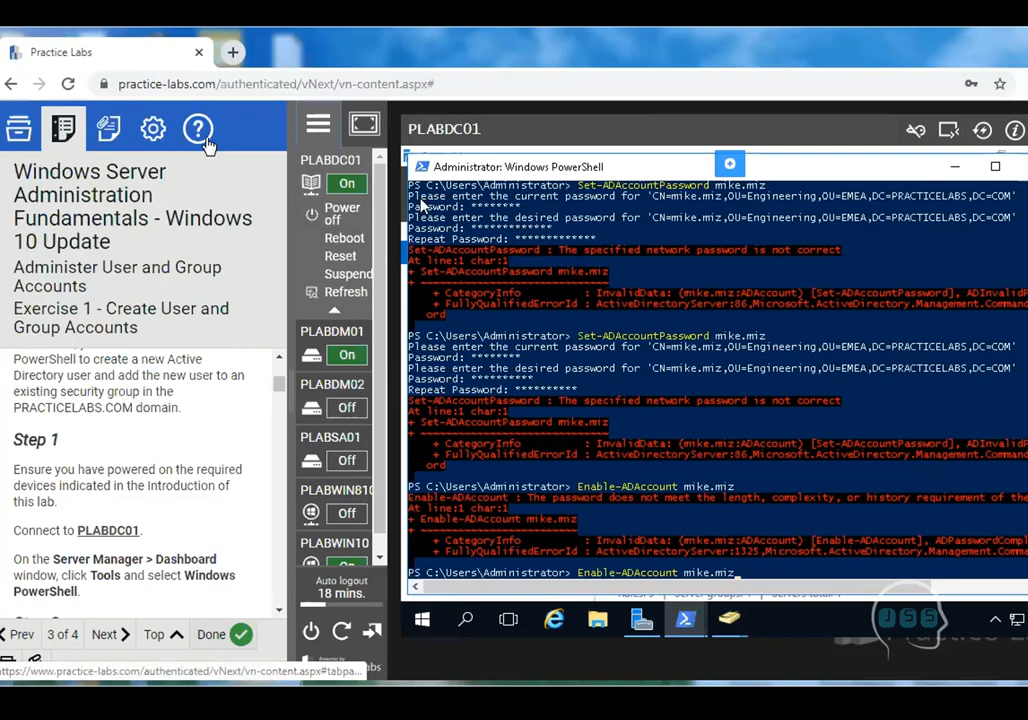 Practice Labs
practice-labs.com/authenticated/vNext/vn-content.aspx#
Windows Server
Administration
Fundamentals - Windows
10 Update
Administer User and Group
Accounts
Exercise 1 - Create User and
Group Accounts
PowerShell to create a new Active
Directory user and add the new user to an
existing security group in the
PRACTICELABS.COM domain.
Step 1
Ensure you have powered on the required
devices indicated in the Introduction of
this lab.
Connect to PLABDC01.
On the Server Manager > Dashboard
window, click Tools and select Windows
PowerShell.
Prev 3 of 4 Next Top Done
https://www.practice-labs.com/authenticated/vNext/vn-content.aspx#tabpa...
PLABDC01
On
Power
off
Reboot
Reset
Suspend
Refresh
PLABDM01
On
PLABDM02
Off
PLABSA01
Off
PLABWIN810
Off
PLABWIN10
Auto logout
18 mins.
PLABDC01
Administrator: Windows PowerShell
PS C:\Users\Administrator> Set-ADAccountPassword mike.miz
Please enter the current password for 'CN=mike.miz,OU=Engineering,OU=EMEA,DC=PRACTICELABS,DC=COM'
Password: ********
Please enter the desired password for 'CN=mike.miz,OU=Engineering,OU=EMEA,DC=PRACTICELABS,DC=COM'
Password: *************
Repeat Password: *************
Set-ADAccountPassword : The specified network password is not correct
At line:1 char:1
+ Set-ADAccountPassword mike.miz
+ ~~~~~~~~~~~~~~~~~~~~~~~~~~~~~~
+ CategoryInfo : InvalidData: (mike.miz:ADAccount) [Set-ADAccountPassword], ADInvalidP
+ FullyQualifiedErrorId : ActiveDirectoryServer:86,Microsoft.ActiveDirectory.Management.Command
ord
PS C:\Users\Administrator> Set-ADAccountPassword mike.miz
Please enter the current password for 'CN=mike.miz,OU=Engineering,OU=EMEA,DC=PRACTICELABS,DC=COM'
Password: ********
Please enter the desired password for 'CN=mike.miz,OU=Engineering,OU=EMEA,DC=PRACTICELABS,DC=COM'
Password: **********
Repeat Password: **********
Set-ADAccountPassword : The specified network password is not correct
At line:1 char:1
+ Set-ADAccountPassword mike.miz
+ ~~~~~~~~~~~~~~~~~~~~~~~~~~~~~~
+ CategoryInfo : InvalidData: (mike.miz:ADAccount) [Set-ADAccountPassword], ADInvalidP
+ FullyQualifiedErrorId : ActiveDirectoryServer:86,Microsoft.ActiveDirectory.Management.Command
ord
PS C:\Users\Administrator> Enable-ADAccount mike.miz
Enable-ADAccount : The password does not meet the length, complexity, or history requirement of the
At line:1 char:1
+ Enable-ADAccount mike.miz
+ ~~~~~~~~~~~~~~~~~~~~~~~~~
+ CategoryInfo : InvalidData: (mike.miz:ADAccount) [Enable-ADAccount], ADPasswordCompl
+ FullyQualifiedErrorId : ActiveDirectoryServer:1325,Microsoft.ActiveDirectory.Management.Comma
PS C:\Users\Administrator> Enable-ADAccount mike.miz
JSS